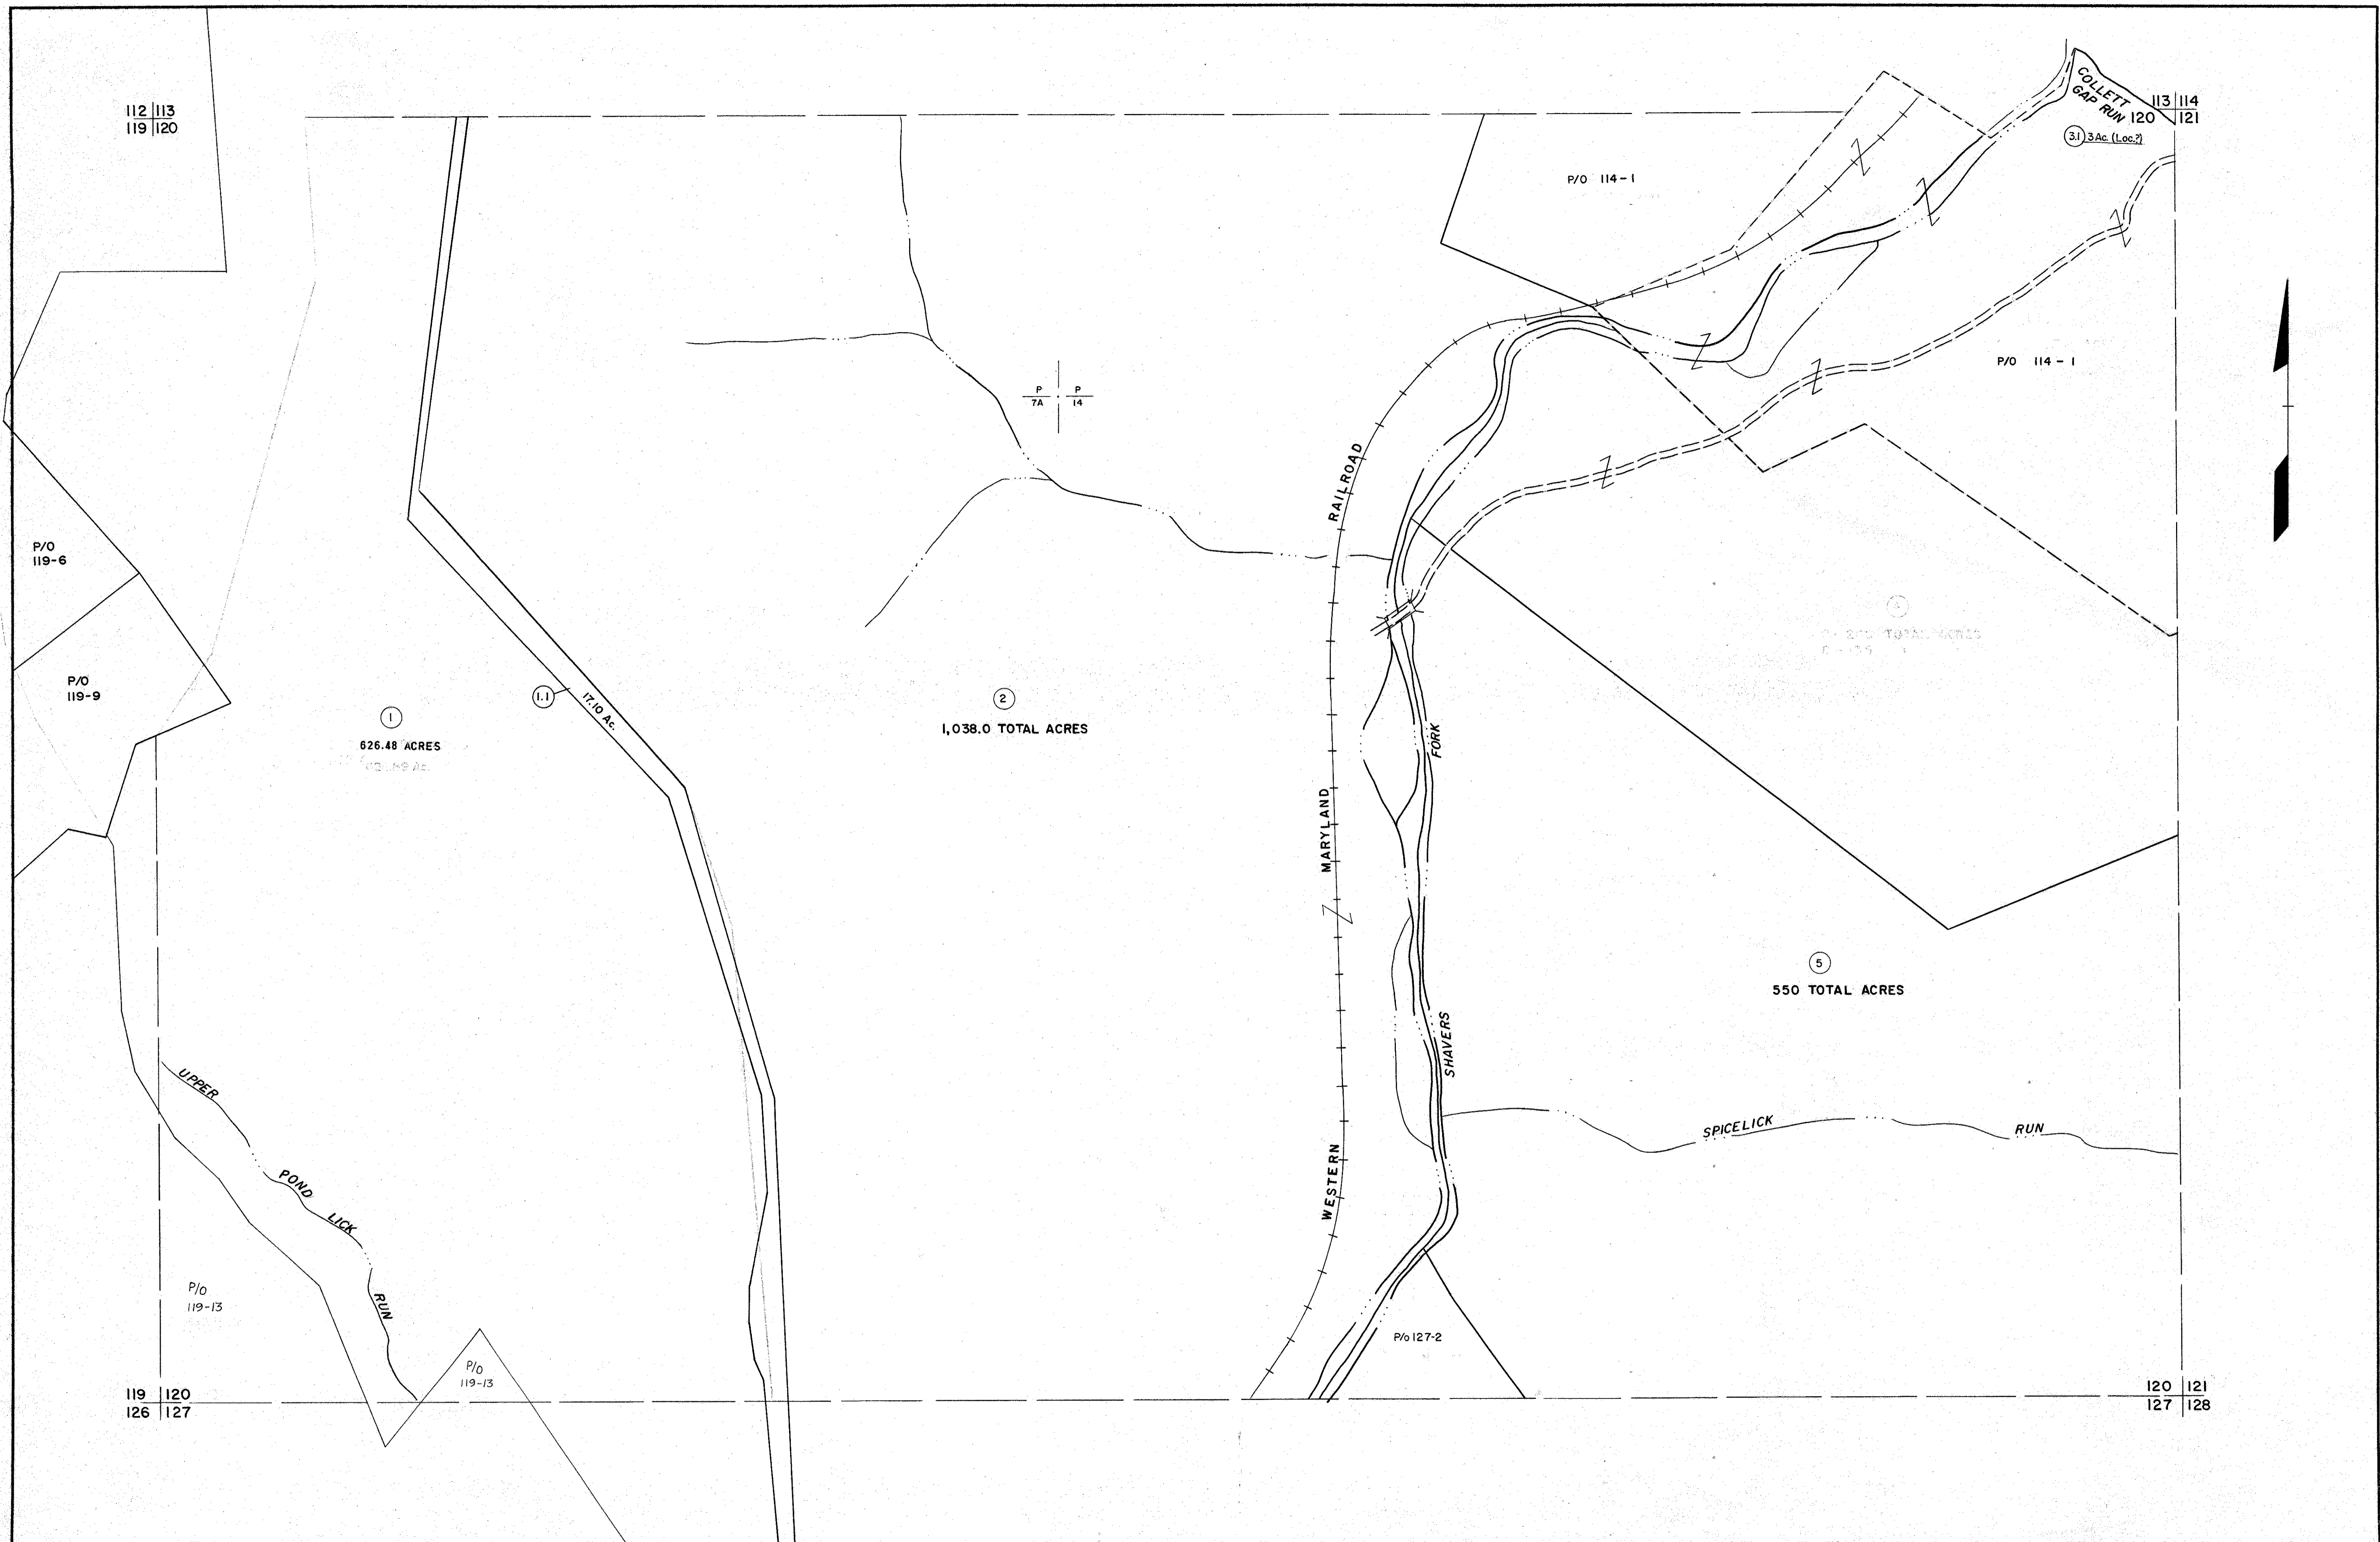 112 113
119 120
COLLETT
GAP RUN
113 114
120 121
3.1 3 Ac. (Loc.?)
P/O 114-1
P/O 114-1
P P
7A 14
RAILROAD
P/O
119-6
P/O
119-9
1
626.48 ACRES
1.1
17.10 Ac.
2
1,038.0 TOTAL ACRES
FORK
MARYLAND
5
550 TOTAL ACRES
SHAVERS
UPPER
POND
LICK
RUN
SPICELICK RUN
WESTERN
P/O
119-13
P/O
119-13
P/O 127-2
119 120
126 127
120 121
127 128